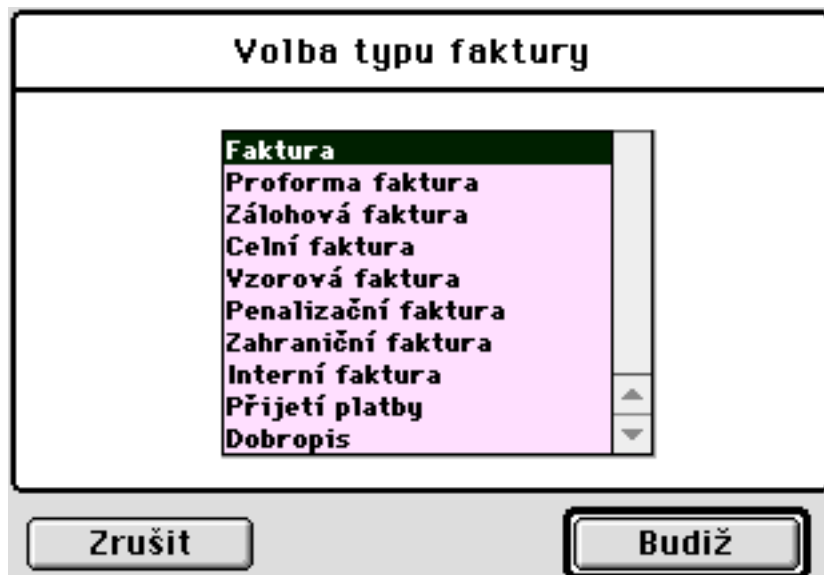 Volba typu faktury
Faktura
Proforma faktura
Zálohová faktura
Celní faktura
Vzorová faktura
Penalizační faktura
Zahraniční faktura
Interní faktura
Přijetí platby
Dobropis
Zrušit
Budiž